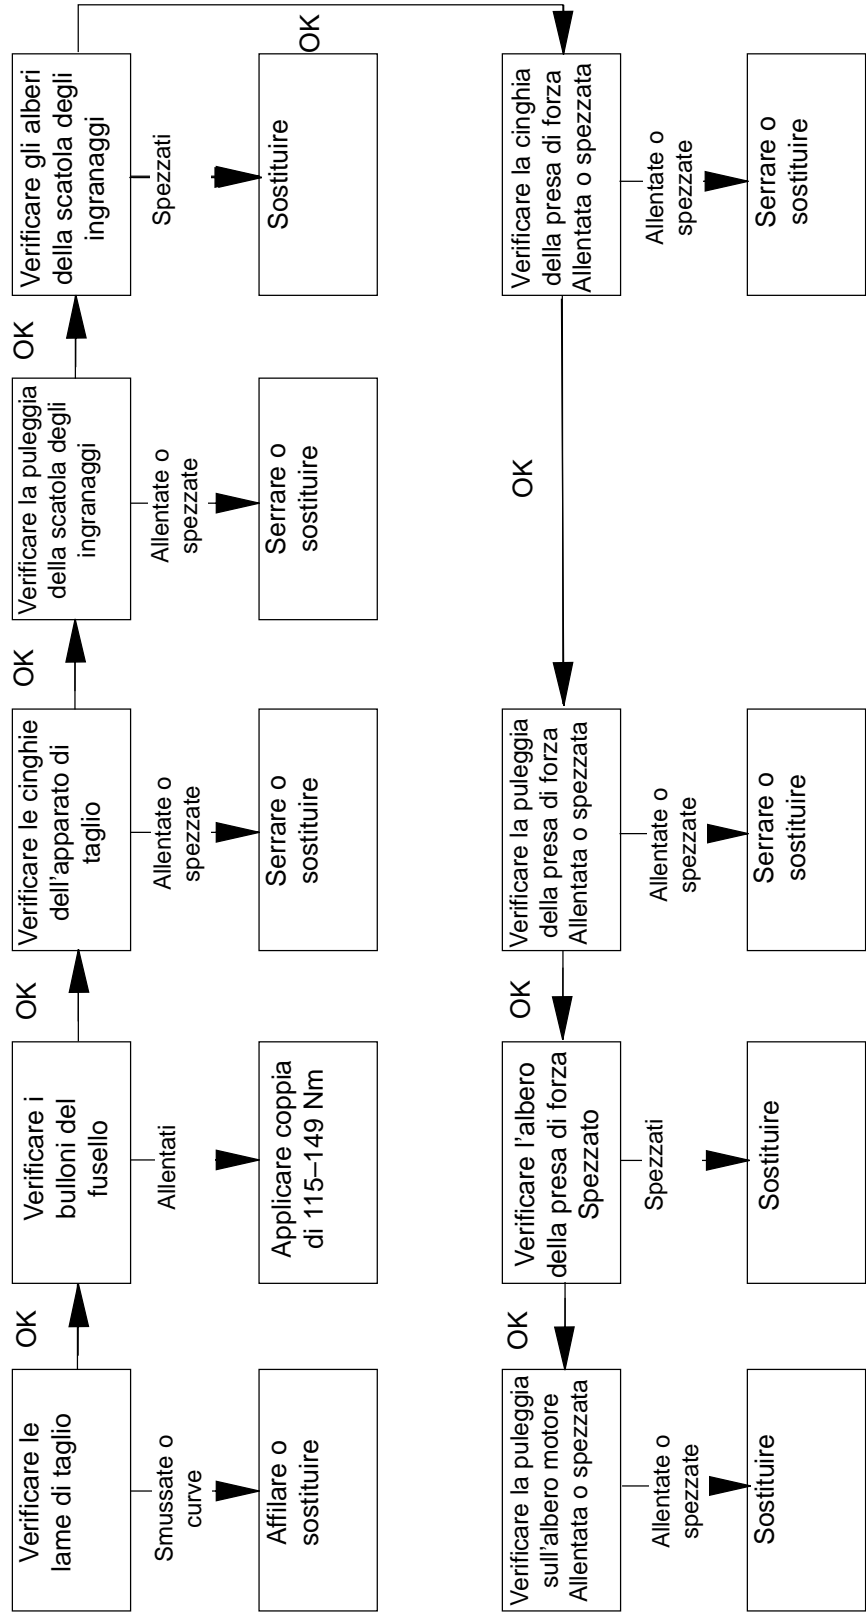 Verificare le
lame di taglio
Smussate o
curve
Affilare o
sostituire
OK
Verificare i
bulloni del
fusello
Allentati
Applicare coppia
di 115–149 Nm
OK
Verificare le cinghie
dell'apparato di
taglio
Allentate o
spezzate
Serrare o
sostituire
OK
Verificare la puleggia
della scatola degli
ingranaggi
Allentate o
spezzate
Serrare o
sostituire
OK
Verificare gli alberi
della scatola degli
ingranaggi
Spezzati
Sostituire
OK
Verificare la cinghia
della presa di forza
Allentata o spezzata
Allentate o
spezzate
Serrare o
sostituire
OK
Verificare la puleggia
della presa di forza
Allentata o spezzata
Allentate o
spezzate
Serrare o
sostituire
OK
Verificare l'albero
della presa di forza
Spezzato
Spezzati
Sostituire
OK
Verificare la puleggia
sull'albero motore
Allentata o spezzata
Allentate o
spezzate
Sostituire